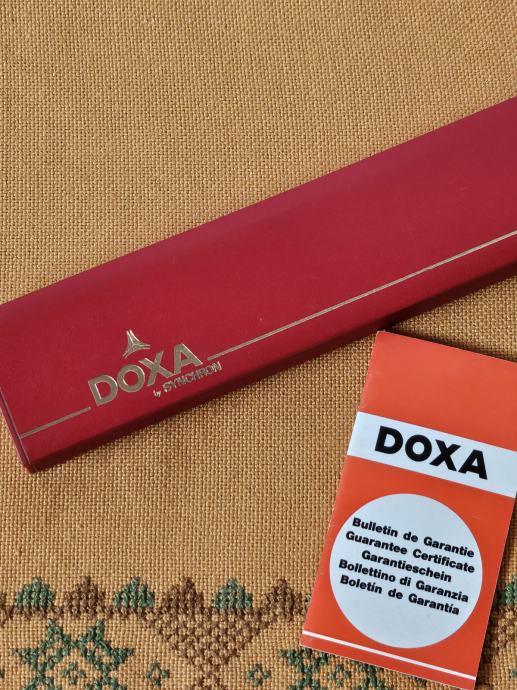 DOXA
by SYNCHRON
DOXA
Bulletin de Garantie
Guarantee Certificate
Garantieschein
Bollettino di Garanzia
Boletín de Garantía